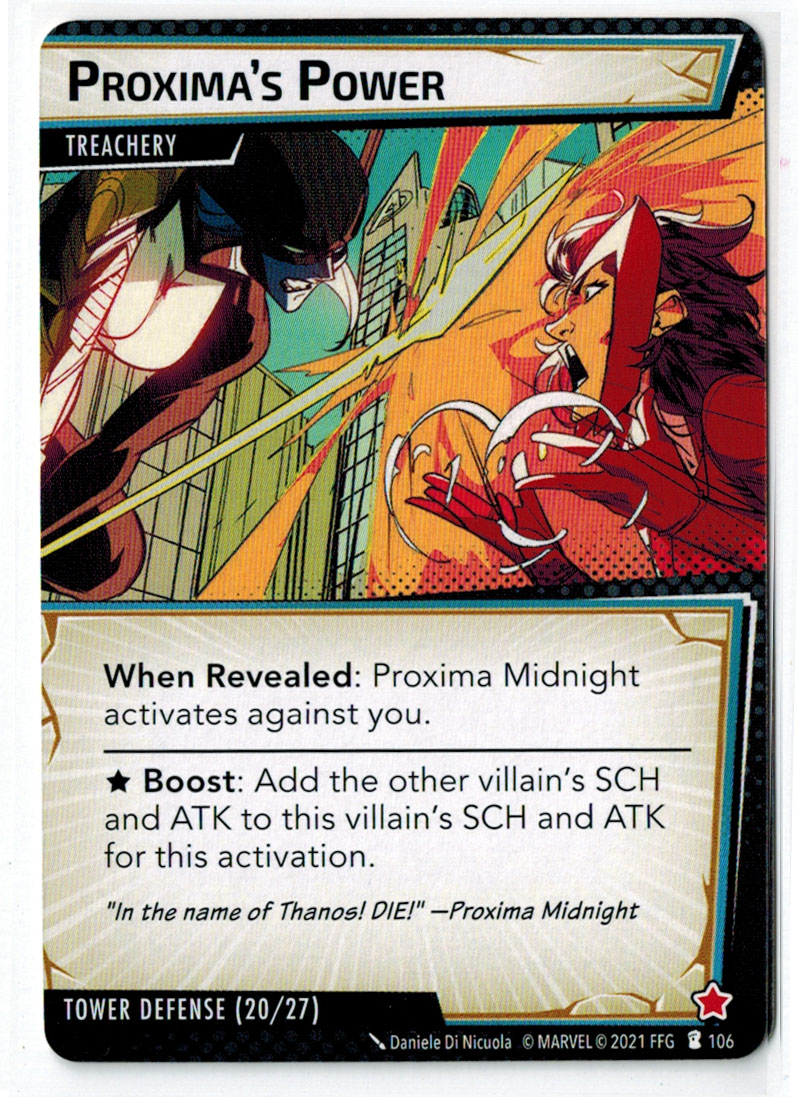 PROXIMA'S POWER
TREACHERY
When Revealed: Proxima Midnight
activates against you.
★ Boost: Add the other villain's SCH
and ATK to this villain's SCH and ATK
for this activation.
"In the name of Thanos! DIE!" —Proxima Midnight
TOWER DEFENSE (20/27)
Daniele Di Nicuola © MARVEL © 2021 FFG 106